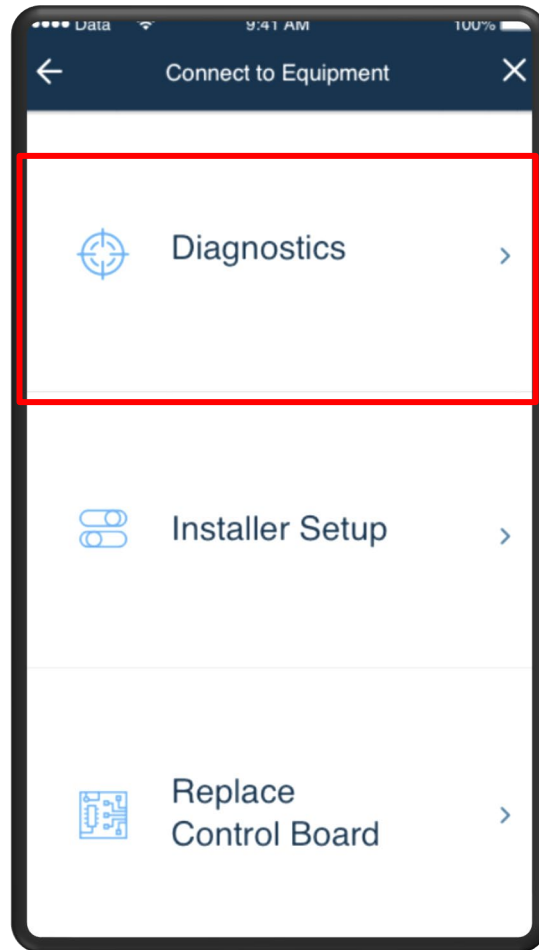 Data 9:41 AM 100%
Connect to Equipment
Diagnostics
Installer Setup
Replace
Control Board